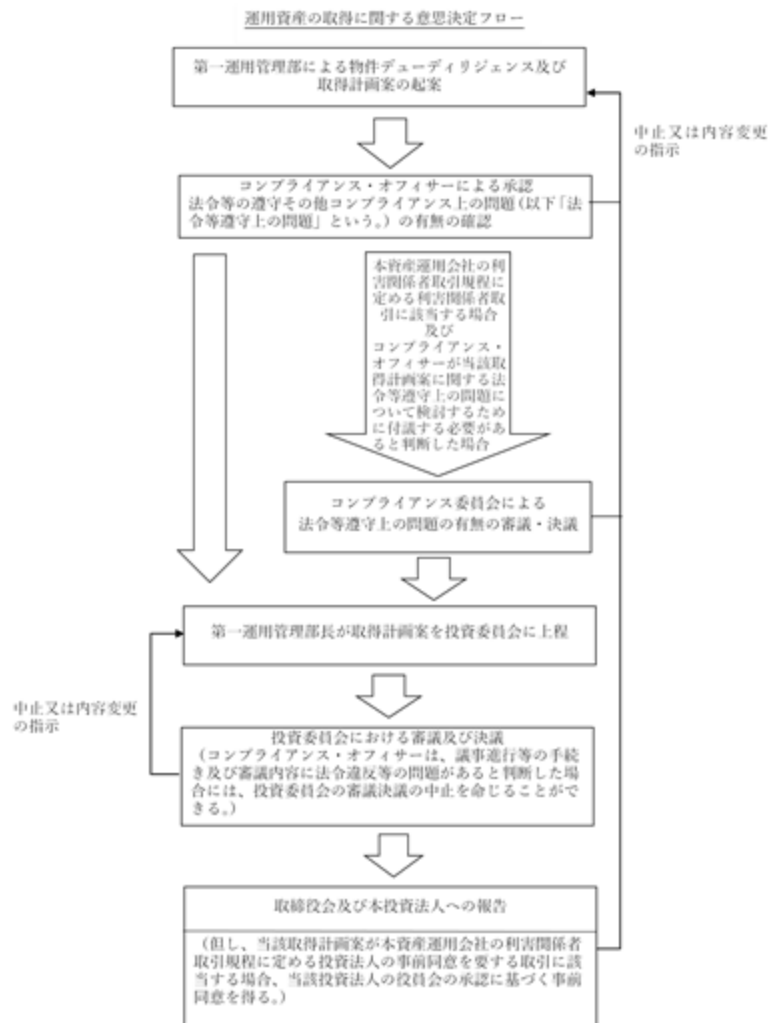 運用資産の取得に関する意思決定フロー
第一運用管理部による物件デューディリジェンス及び
取得計画案の起案
中止又は内容変更
の指示
コンプライアンス・オフィサーによる承認
法令等の遵守その他コンプライアンス上の問題（以下「法
令等遵守上の問題」という。）の有無の確認
本資産運用会社の利
害関係者取引規程に
定める利害関係者取
引に該当する場合
及び
コンプライアンス・
オフィサーが当該取
得計画案に関する法
令等遵守上の問題に
ついて検討するため
に付議する必要があ
ると判断した場合
コンプライアンス委員会による
法令等遵守上の問題の有無の審議・決議
第一運用管理部長が取得計画案を投資委員会に上程
中止又は内容変更
の指示
投資委員会における審議及び決議
（コンプライアンス・オフィサーは、議事進行等の手続
き及び審議内容に法令違反等の問題があると判断した場
合には、投資委員会の審議決議の中止を命じることがで
きる。）
取締役会及び本投資法人への報告
（但し、当該取得計画案が本資産運用会社の利害関係者
取引規程に定める投資法人の事前同意を要する取引に該
当する場合、当該投資法人の役員会の承認に基づく事前
同意を得る。）